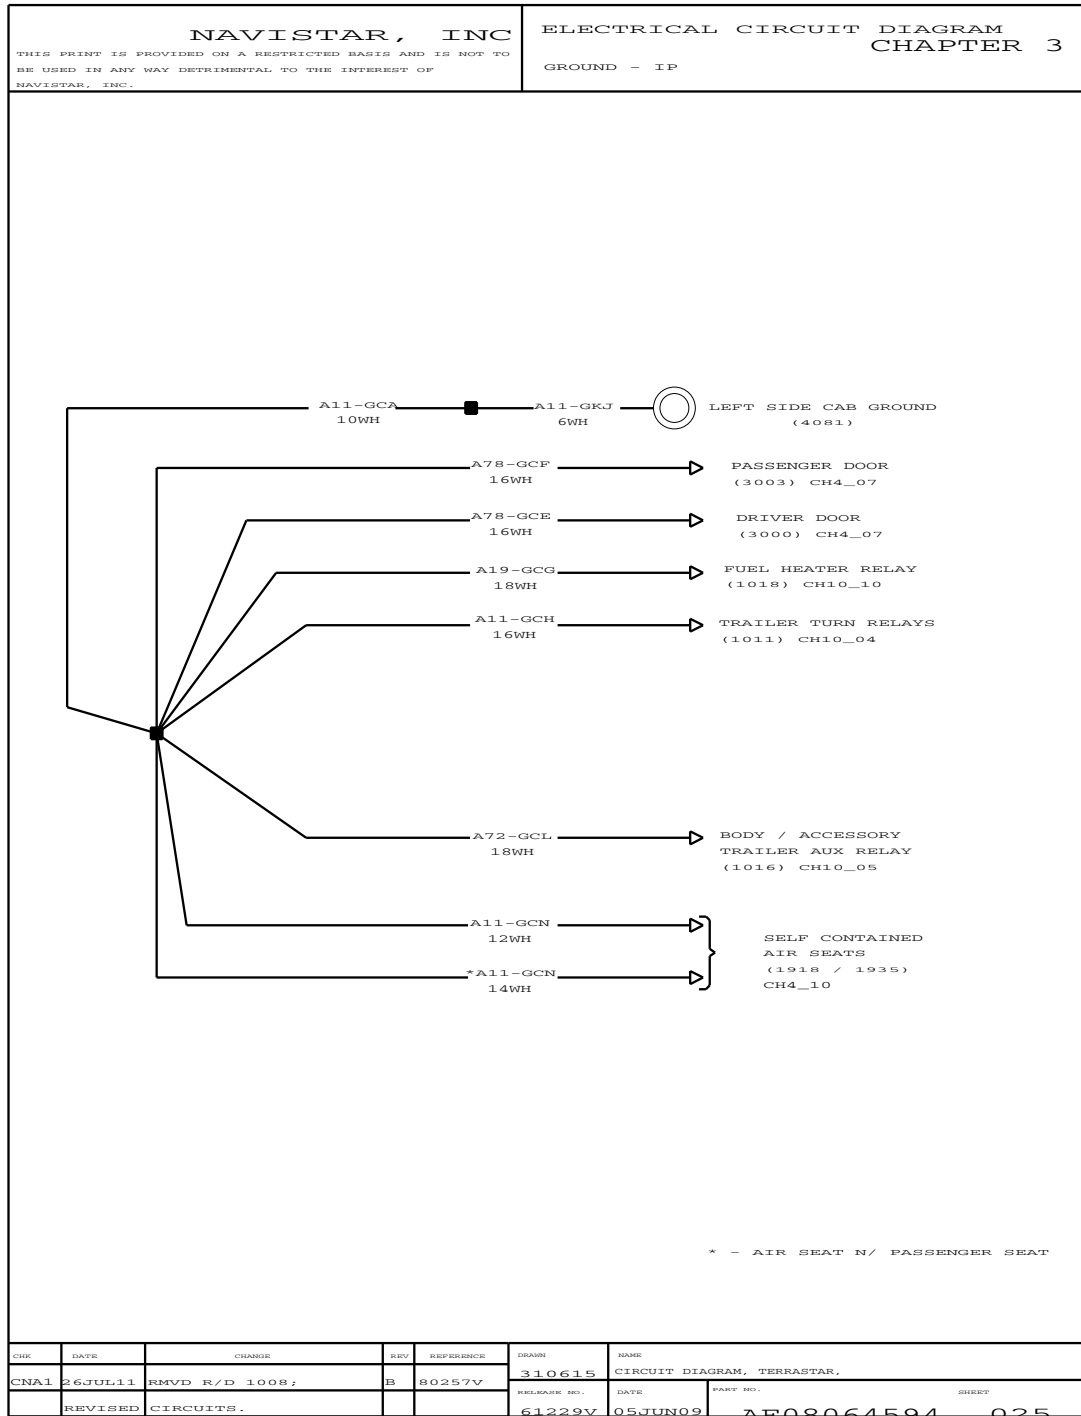 NAVISTAR, INC
THIS PRINT IS PROVIDED ON A RESTRICTED BASIS AND IS NOT TO
BE USED IN ANY WAY DETRIMENTAL TO THE INTEREST OF
NAVISTAR, INC.
ELECTRICAL CIRCUIT DIAGRAM
CHAPTER 3
GROUND - IP
A11-GCA
10WH
A11-GKJ
6WH
LEFT SIDE CAB GROUND
(4081)
A78-GCF
16WH
PASSENGER DOOR
(3003) CH4_07
A78-GCE
16WH
DRIVER DOOR
(3000) CH4_07
A19-GCG
18WH
FUEL HEATER RELAY
(1018) CH10_10
A11-GCH
16WH
TRAILER TURN RELAYS
(1011) CH10_04
A72-GCL
18WH
BODY / ACCESSORY
TRAILER AUX RELAY
(1016) CH10_05
A11-GCN
12WH
*A11-GCN
14WH
SELF CONTAINED
AIR SEATS
(1918 / 1935)
CH4_10
* - AIR SEAT N/ PASSENGER SEAT
CHK DATE CHANGE REV REFERENCE
CNA1 26JUL11 RMVD R/D 1008; B 80257V
REVISED CIRCUITS.
DRAWN
310615
NAME
CIRCUIT DIAGRAM, TERRASTAR,
RELEASE NO.
61229V
DATE
05JUN09
PART NO. SHEET
AE08064594 025